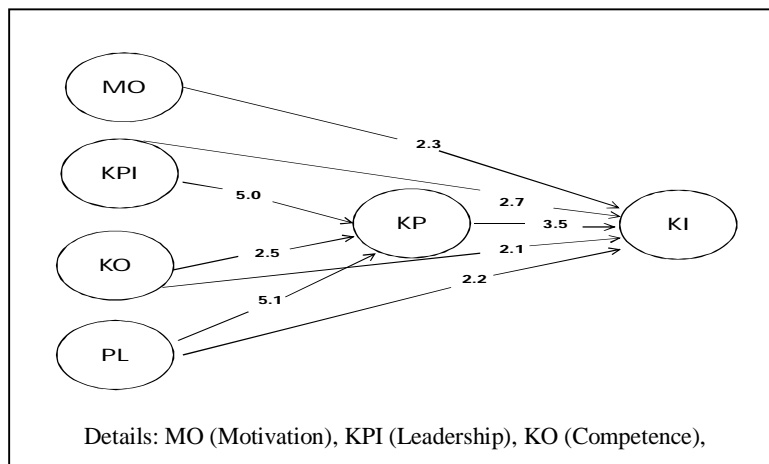 MO
2.3
KPI
5.0
2.7
KP
3.5
KI
KO
2.5
2.1
5.1
2.2
PL
Details: MO (Motivation), KPI (Leadership), KO (Competence),